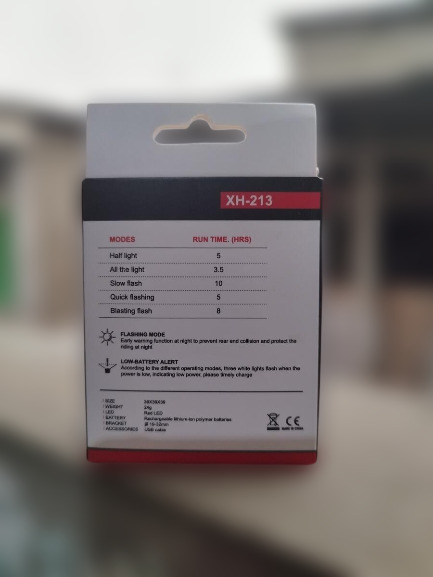 XH-213
MODES RUN TIME. (HRS)
Half light 5
All the light 3.5
Slow flash 10
Quick flashing 5
Blasting flash 8
FLASHING MODE
Early warning function at night to prevent rear end collision and protect the
riding at night
LOW-BATTERY ALERT
According to the different operating modes, three white lights flash when the
power is low, indicating low power, please timely charge
SIZE
WEIGHT 24g
LED Red LED
BATTERY Rechargeable lithium-ion polymer batteries
BRACKET
ACCESSORIES USB cable
CE
MADE IN CHINA